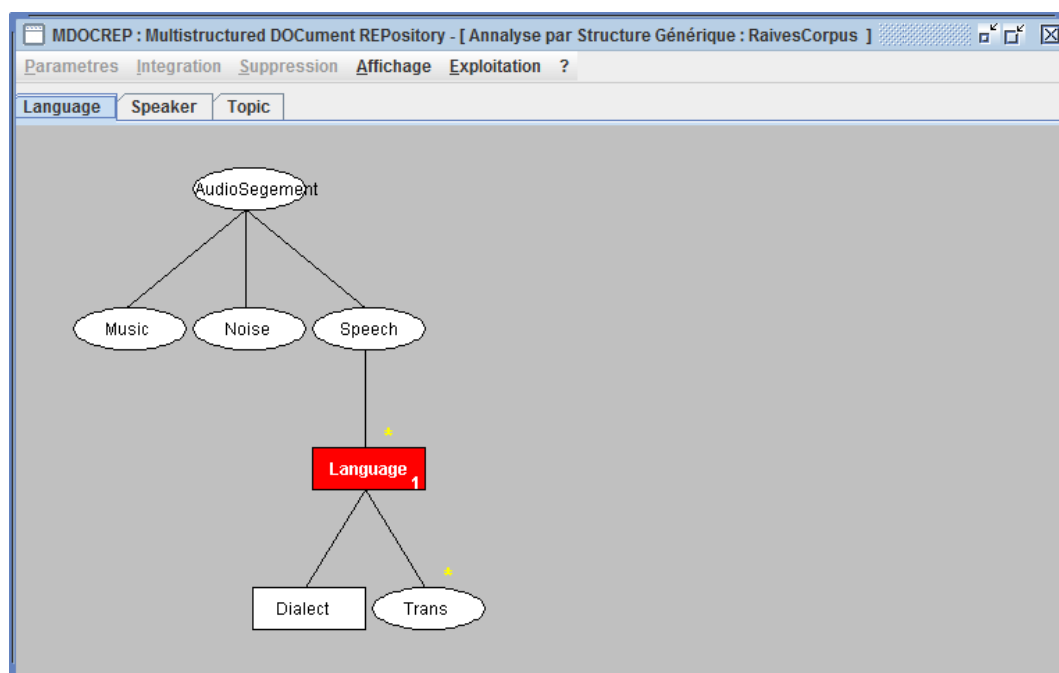 MDOCREP : Multistructured DOCument REPository - [ Annalyse par Structure Générique : RaivesCorpus ]
Parametres Integration Suppression Affichage Exploitation ?
Language Speaker Topic
AudioSegement
Music Noise Speech
*
Language 1
*
Dialect Trans